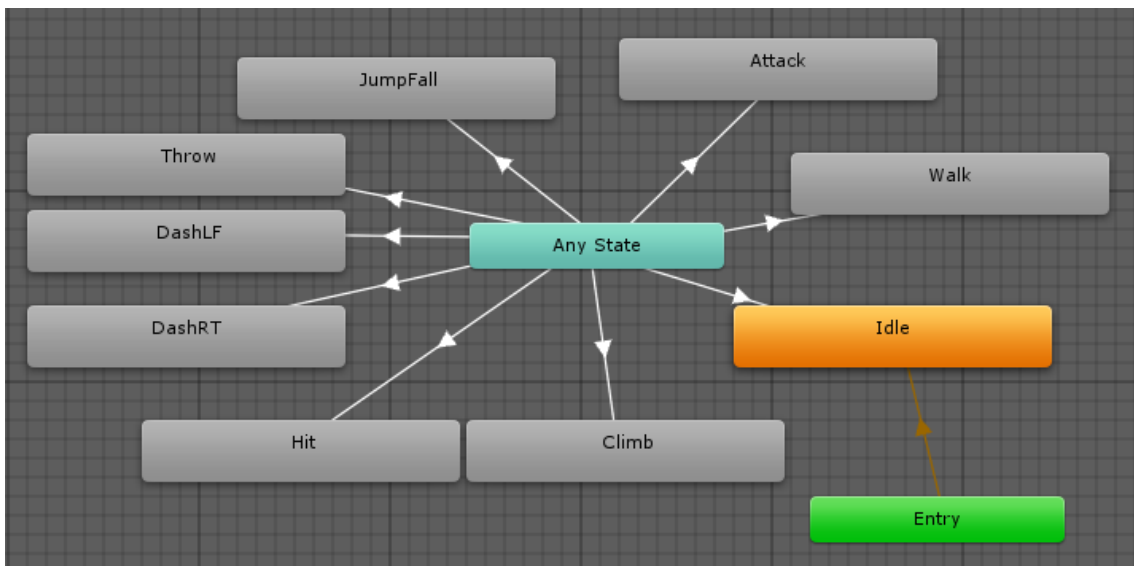 Attack
JumpFall
Throw
Walk
DashLF
Any State
DashRT
Idle
Hit
Climb
Entry